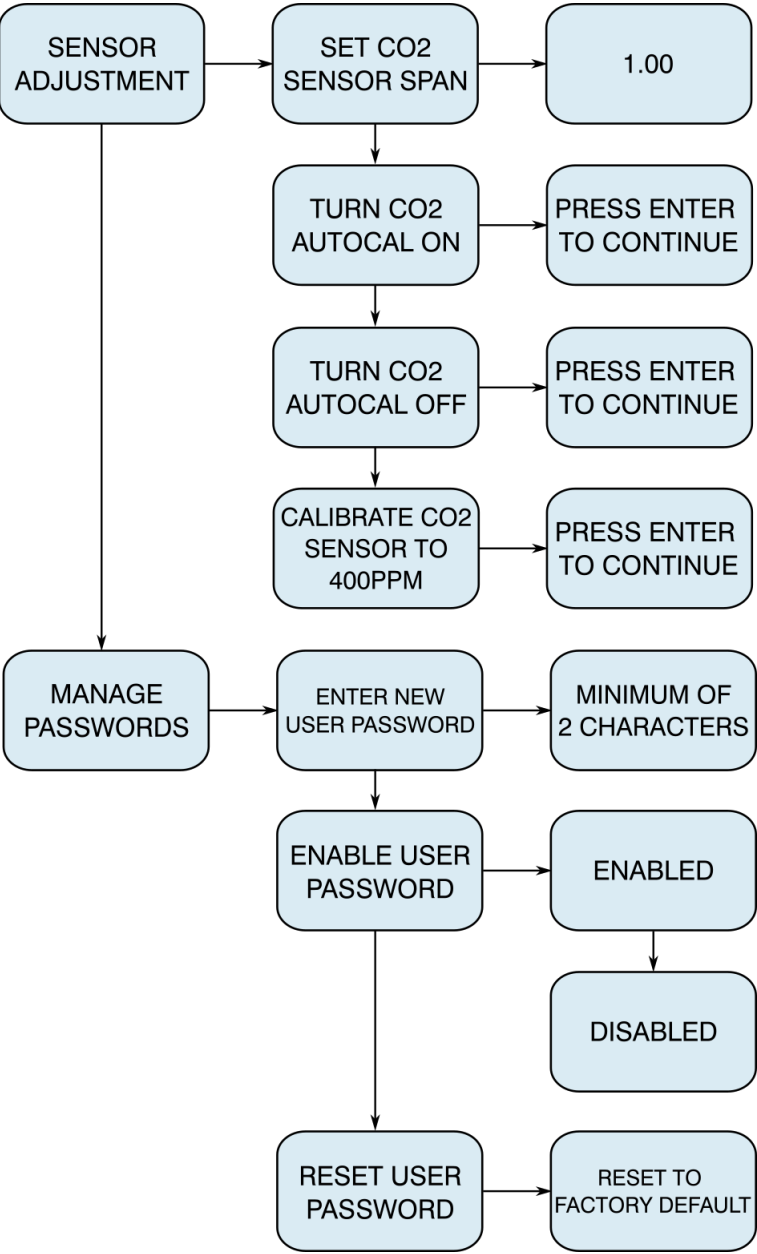 SENSOR
ADJUSTMENT
SET CO2
SENSOR SPAN
1.00
TURN CO2
AUTOCAL ON
PRESS ENTER
TO CONTINUE
TURN CO2
AUTOCAL OFF
PRESS ENTER
TO CONTINUE
CALIBRATE CO2
SENSOR TO
400PPM
PRESS ENTER
TO CONTINUE
MANAGE
PASSWORDS
ENTER NEW
USER PASSWORD
MINIMUM OF
2 CHARACTERS
ENABLE USER
PASSWORD
ENABLED
DISABLED
RESET USER
PASSWORD
RESET TO
FACTORY DEFAULT